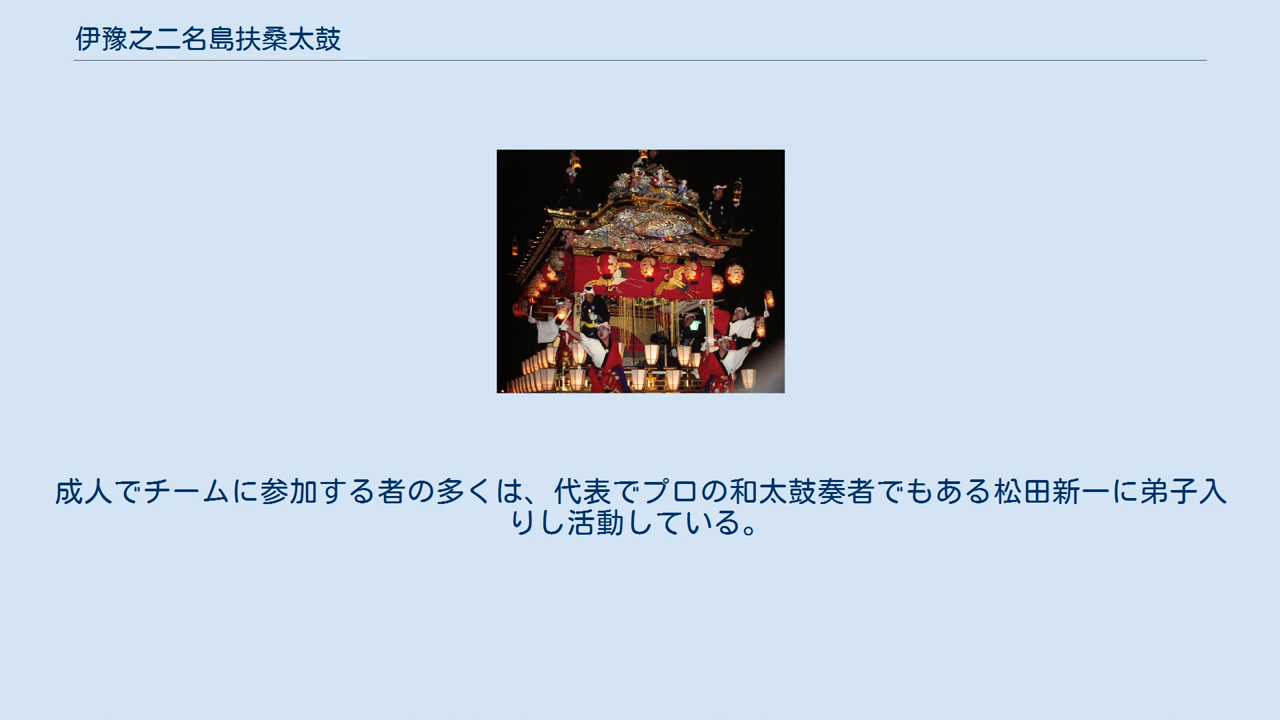 伊豫之二名島扶桑太鼓
成人でチームに参加する者の多くは、代表でプロの和太鼓奏者でもある松田新一に弟子入
りし活動している。